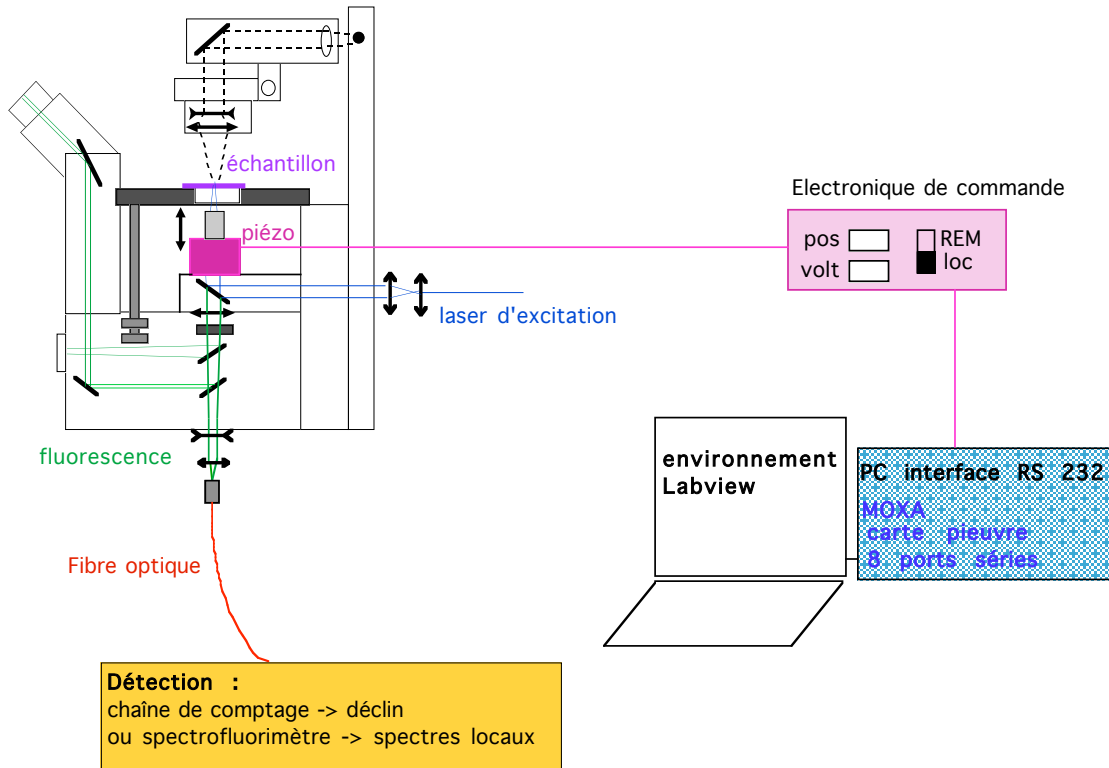 échantillon
piézo
laser d'excitation
fluorescence
Fibre optique
Détection :
chaîne de comptage -> déclin
ou spectrofluorimètre -> spectres locaux
Electronique de commande
pos
volt
REM
loc
environnement
Labview
PC interface RS 232
MOXA
carte pieuvre
8 ports séries